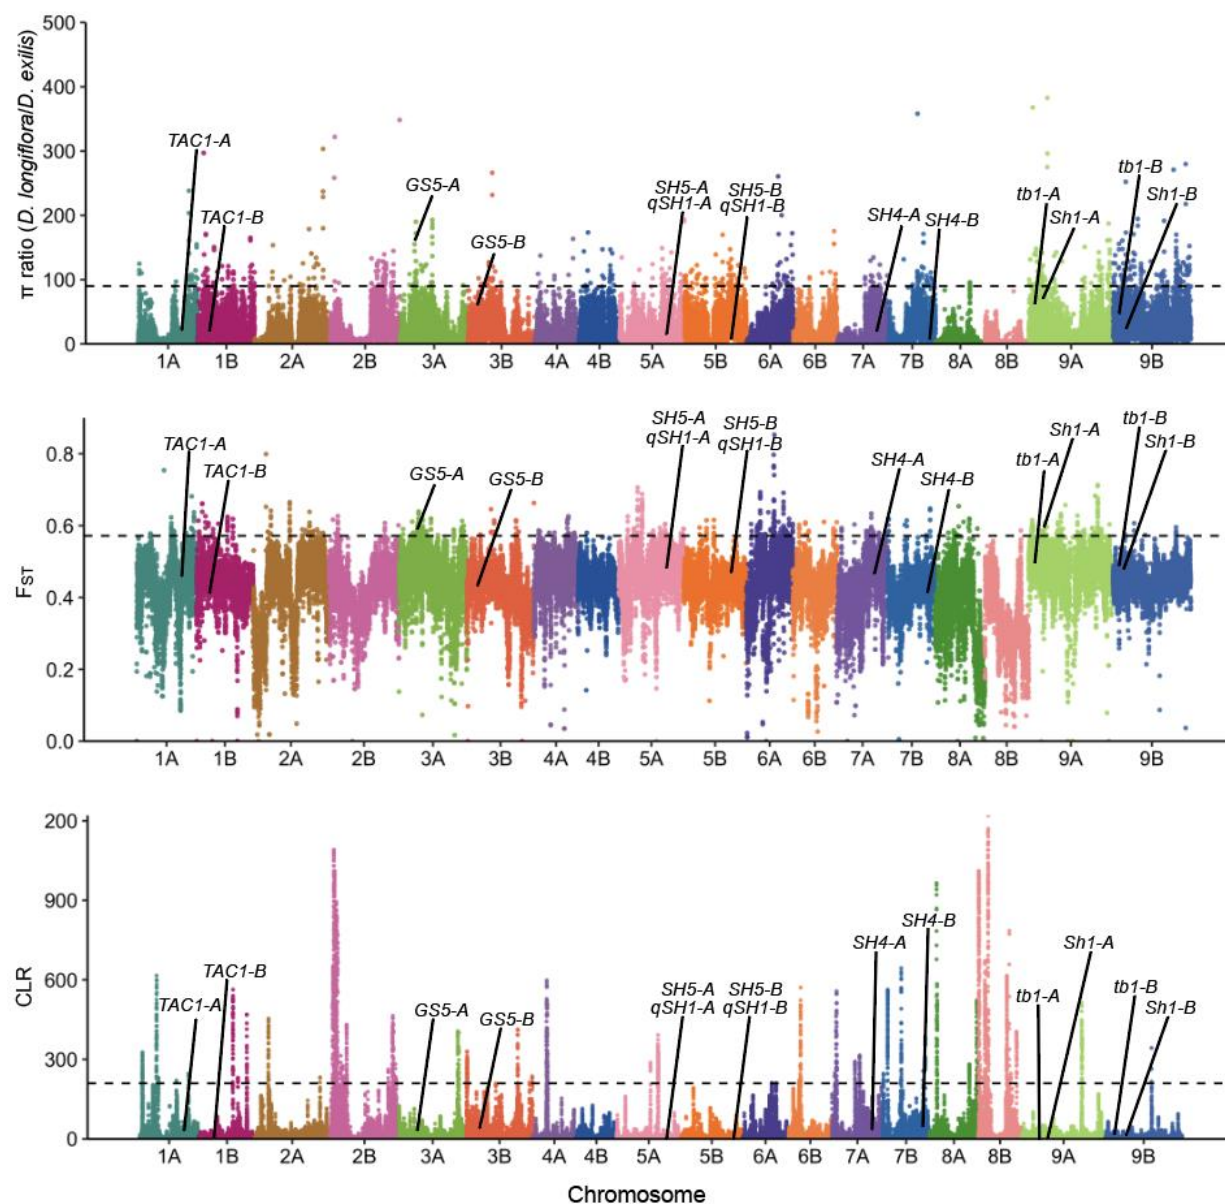 500
400
300
200
100
0
π ratio (D. longiflora/D. exilis)
TAC1-A
TAC1-B
GS5-A
GS5-B
SH5-A
qSH1-A
SH5-B
qSH1-B
SH4-A
SH4-B
tb1-A
Sh1-A
tb1-B
Sh1-B
1A 1B 2A 2B 3A 3B 4A 4B 5A 5B 6A 6B 7A 7B 8A 8B 9A 9B
0.8
0.6
0.4
0.2
0.0
FST
TAC1-A
TAC1-B
GS5-A
GS5-B
SH5-A
qSH1-A
SH5-B
qSH1-B
SH4-A
SH4-B
tb1-A
Sh1-A
tb1-B
Sh1-B
1A 1B 2A 2B 3A 3B 4A 4B 5A 5B 6A 6B 7A 7B 8A 8B 9A 9B
200
900
600
300
0
CLR
TAC1-A
TAC1-B
GS5-A
GS5-B
SH5-A
qSH1-A
SH5-B
qSH1-B
SH4-A
SH4-B
tb1-A
Sh1-A
tb1-B
Sh1-B
1A 1B 2A 2B 3A 3B 4A 4B 5A 5B 6A 6B 7A 7B 8A 8B 9A 9B
Chromosome